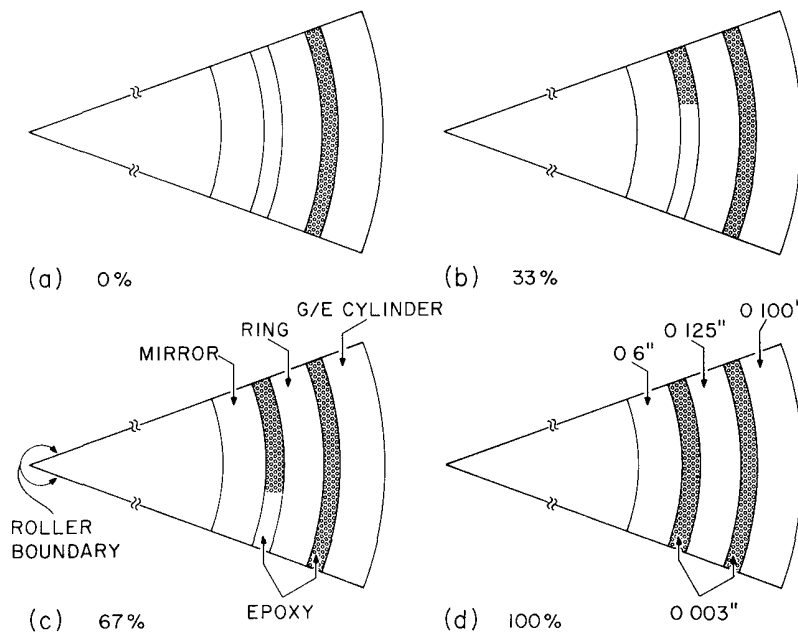 (a) 0%
(b) 33%
G/E CYLINDER
RING
MIRROR
ROLLER
BOUNDARY
EPOXY
(c) 67%
0 100"
0 125"
0 6"
0 003"
(d) 100%